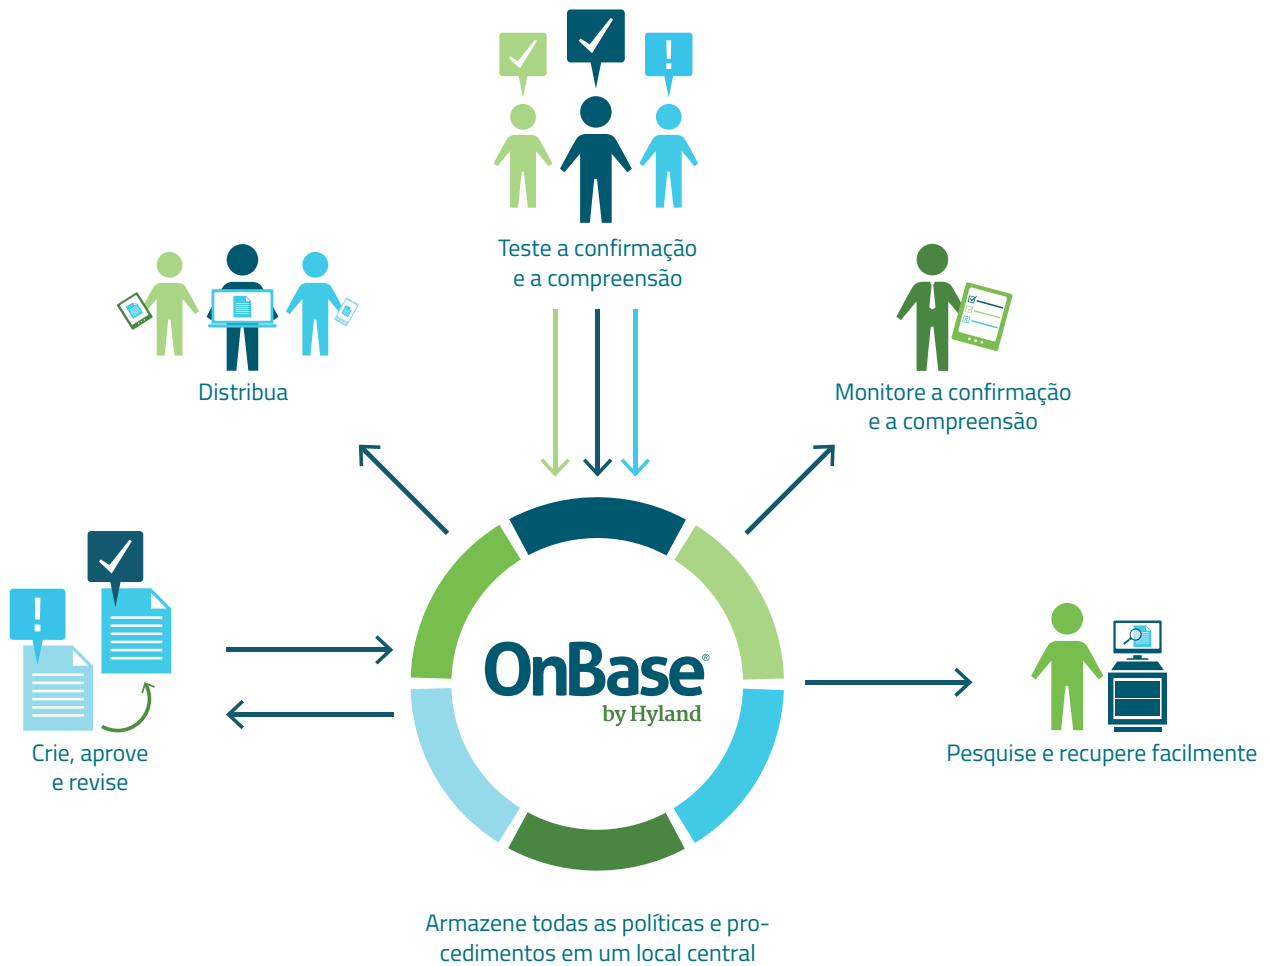 Teste a confirmação
e a compreensão
Distribua
Monitore a confirmação
e a compreensão
OnBase®
by Hyland
Crie, aprove
e revise
Pesquise e recupere facilmente
Armazene todas as políticas e pro-
cedimentos em um local central